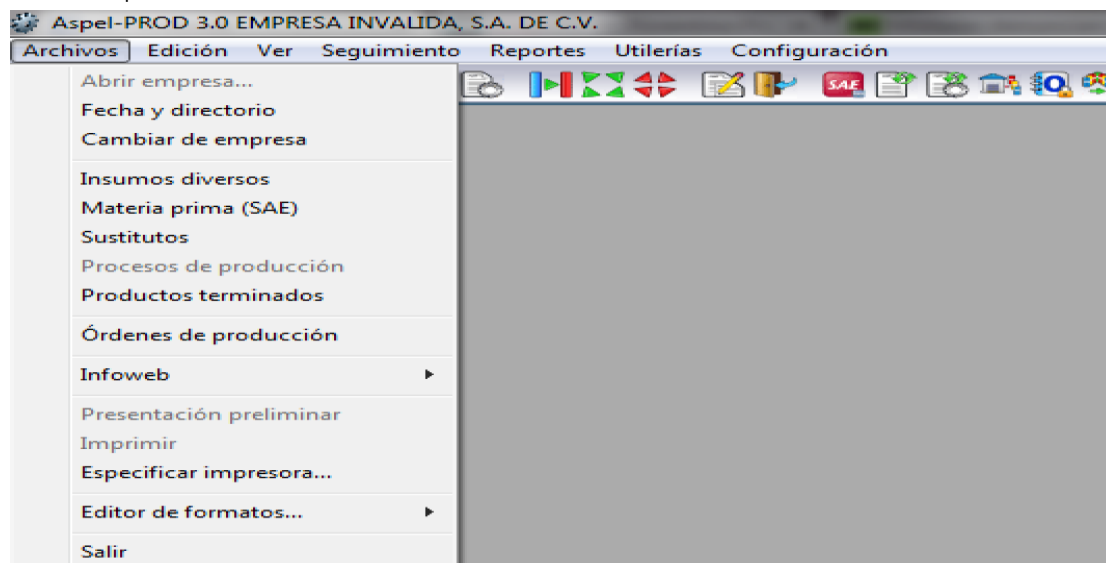 Aspel-PROD 3.0 EMPRESA INVALIDA, S.A. DE C.V.
Archivos Edición Ver Seguimiento Reportes Utilerías Configuración
SAE
Abrir empresa...
Fecha y directorio
Cambiar de empresa
Insumos diversos
Materia prima (SAE)
Sustitutos
Procesos de producción
Productos terminados
Órdenes de producción
Infoweb
Presentación preliminar
Imprimir
Especificar impresora...
Editor de formatos...
Salir